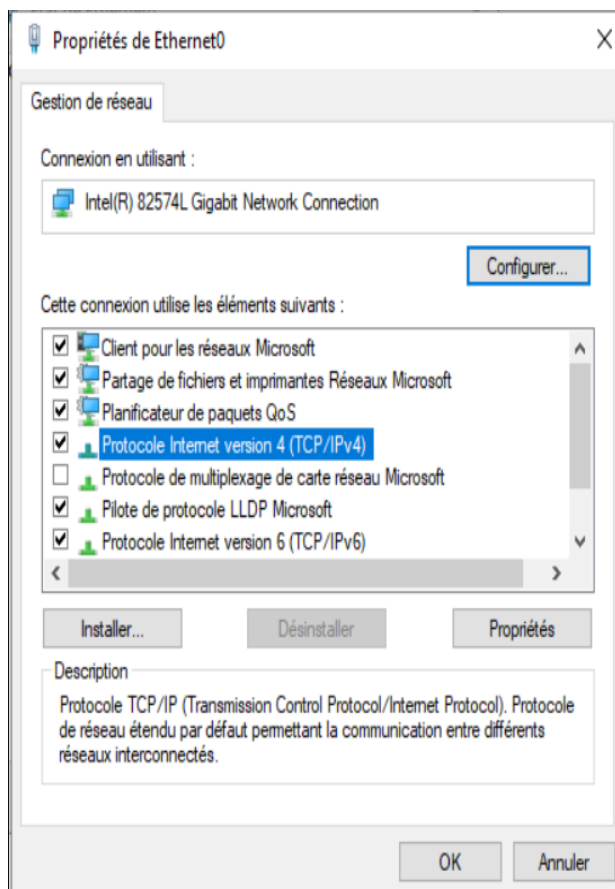 Propriétés de Ethernet0
Gestion de réseau
Connexion en utilisant :
Intel(R) 82574L Gigabit Network Connection
Configurer...
Cette connexion utilise les éléments suivants :
Client pour les réseaux Microsoft
Partage de fichiers et imprimantes Réseaux Microsoft
Planificateur de paquets QoS
Protocole Internet version 4 (TCP/IPv4)
Protocole de multiplexage de carte réseau Microsoft
Pilote de protocole LLDP Microsoft
Protocole Internet version 6 (TCP/IPv6)
Installer... Désinstaller Propriétés
Description
Protocole TCP/IP (Transmission Control Protocol/Internet Protocol). Protocole
de réseau étendu par défaut permettant la communication entre différents
réseaux interconnectés.
OK Annuler